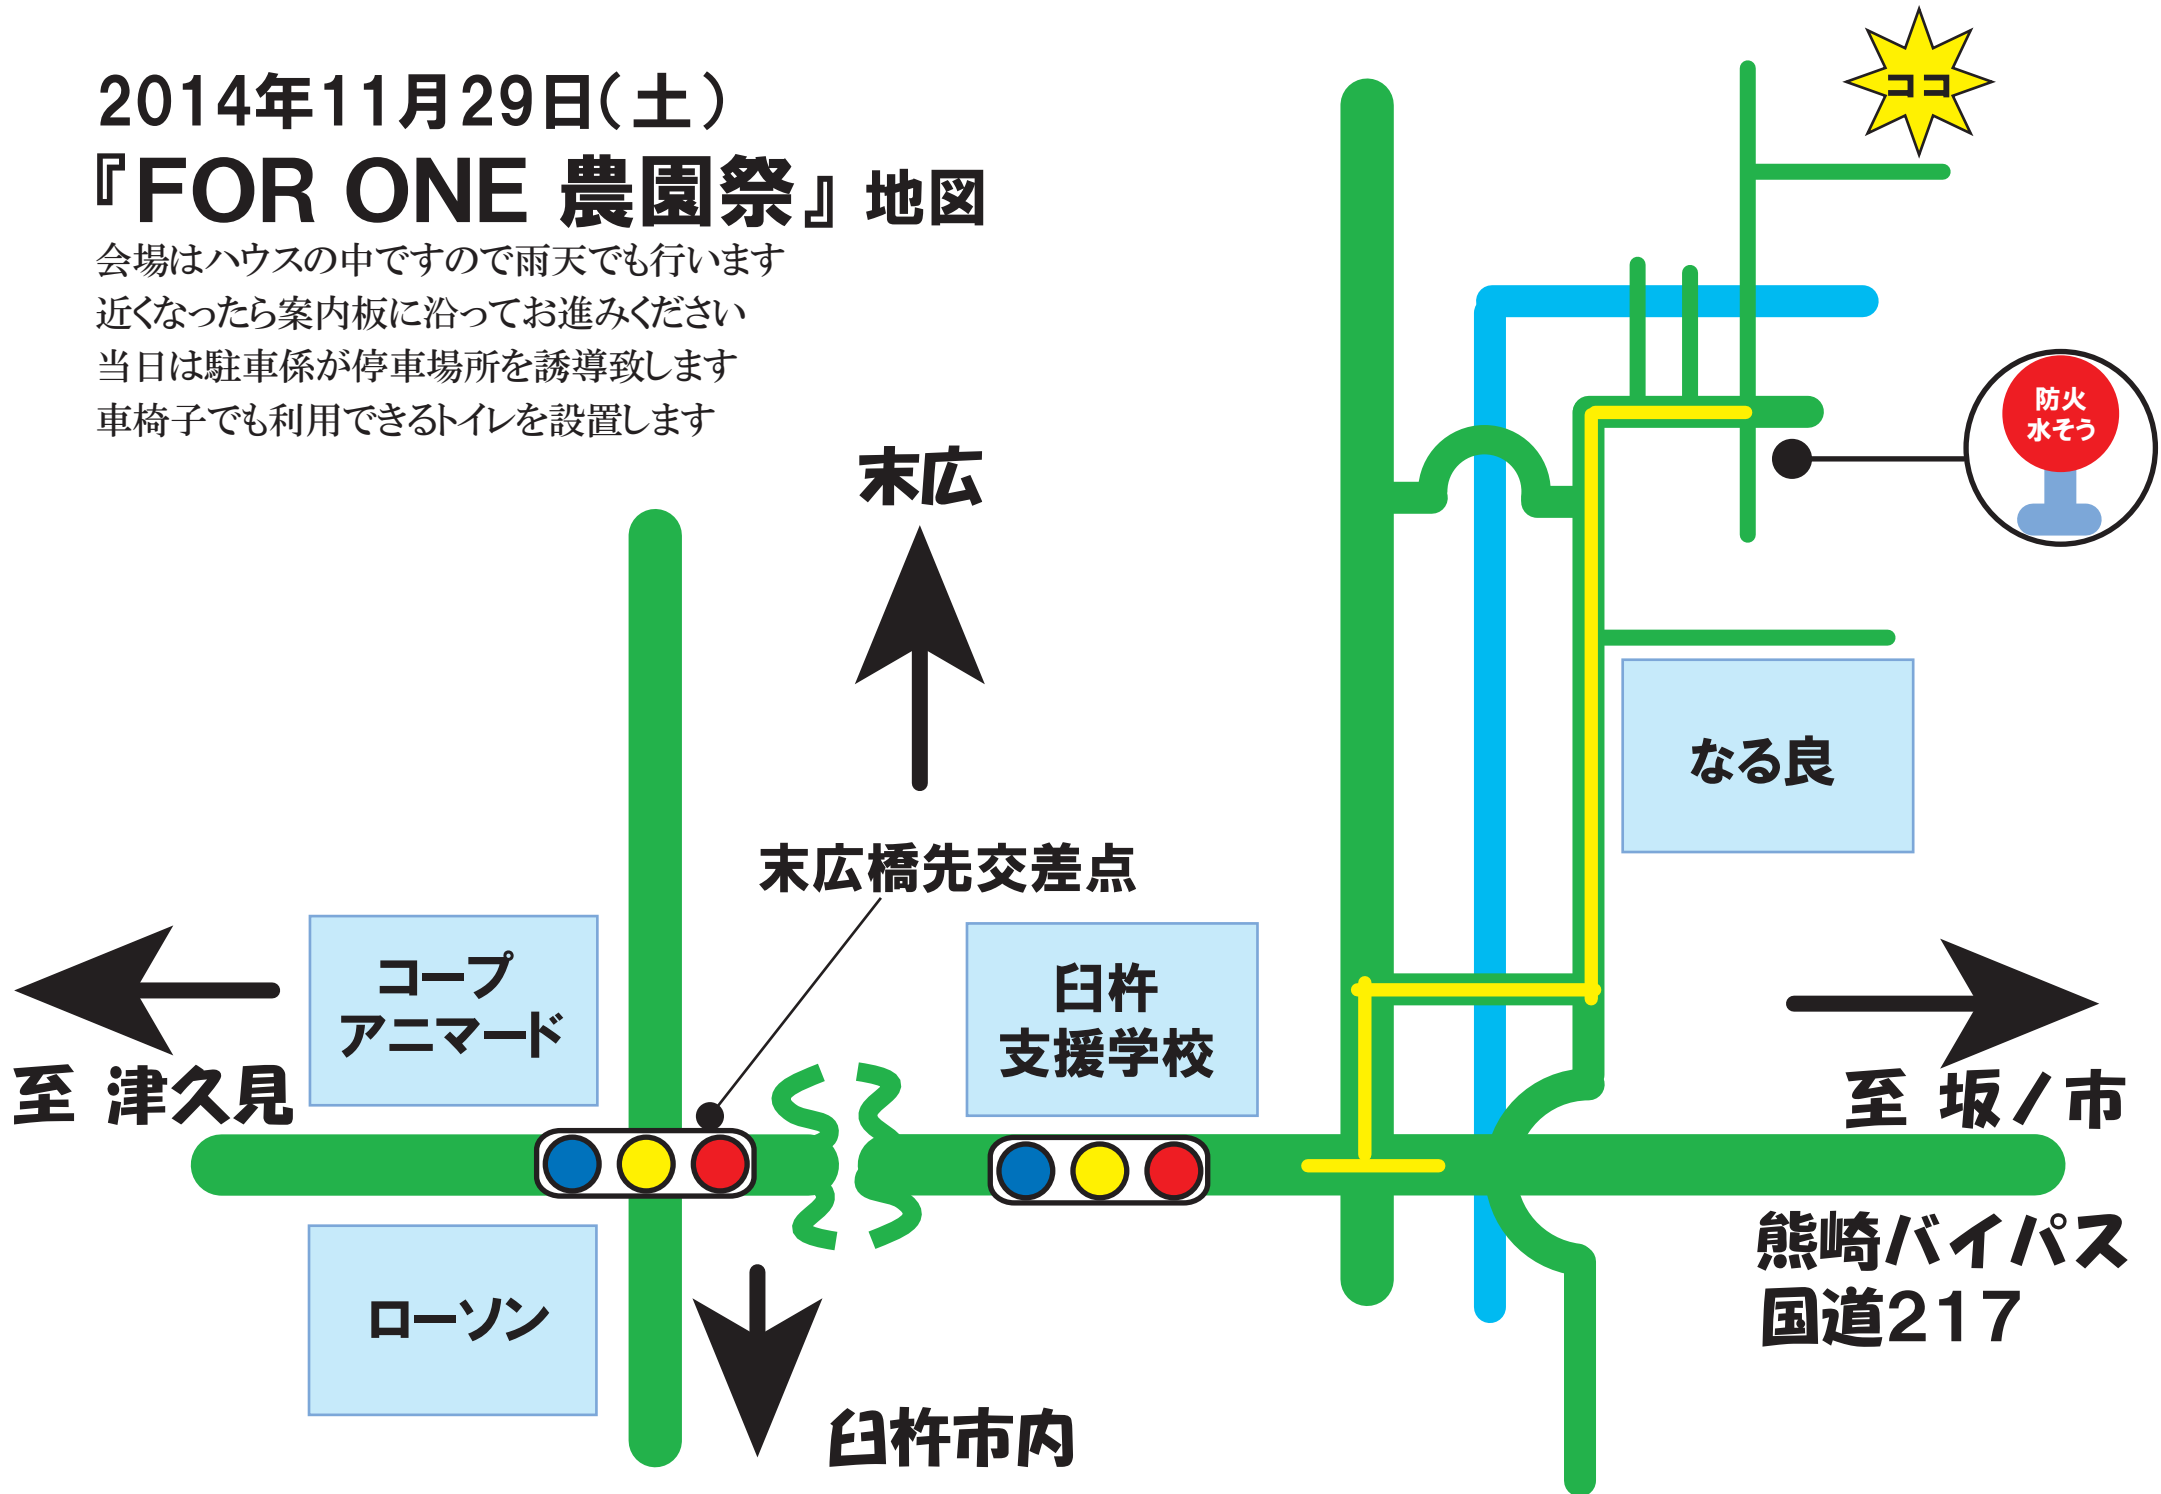 2014年11月29日(土)
『FOR ONE 農園祭』地図
会場はハウスの中ですので雨天でも行います
近くなったら案内板に沿ってお進みください
当日は駐車係が停車場所を誘導致します
車椅子でも利用できるトイレを設置します
ココ
防火
水そう
末広
なる良
末広橋先交差点
コープ
アニマード
臼杵
支援学校
至 津久見
至 坂ノ市
熊崎バイパス
国道217
ローソン
臼杵市内